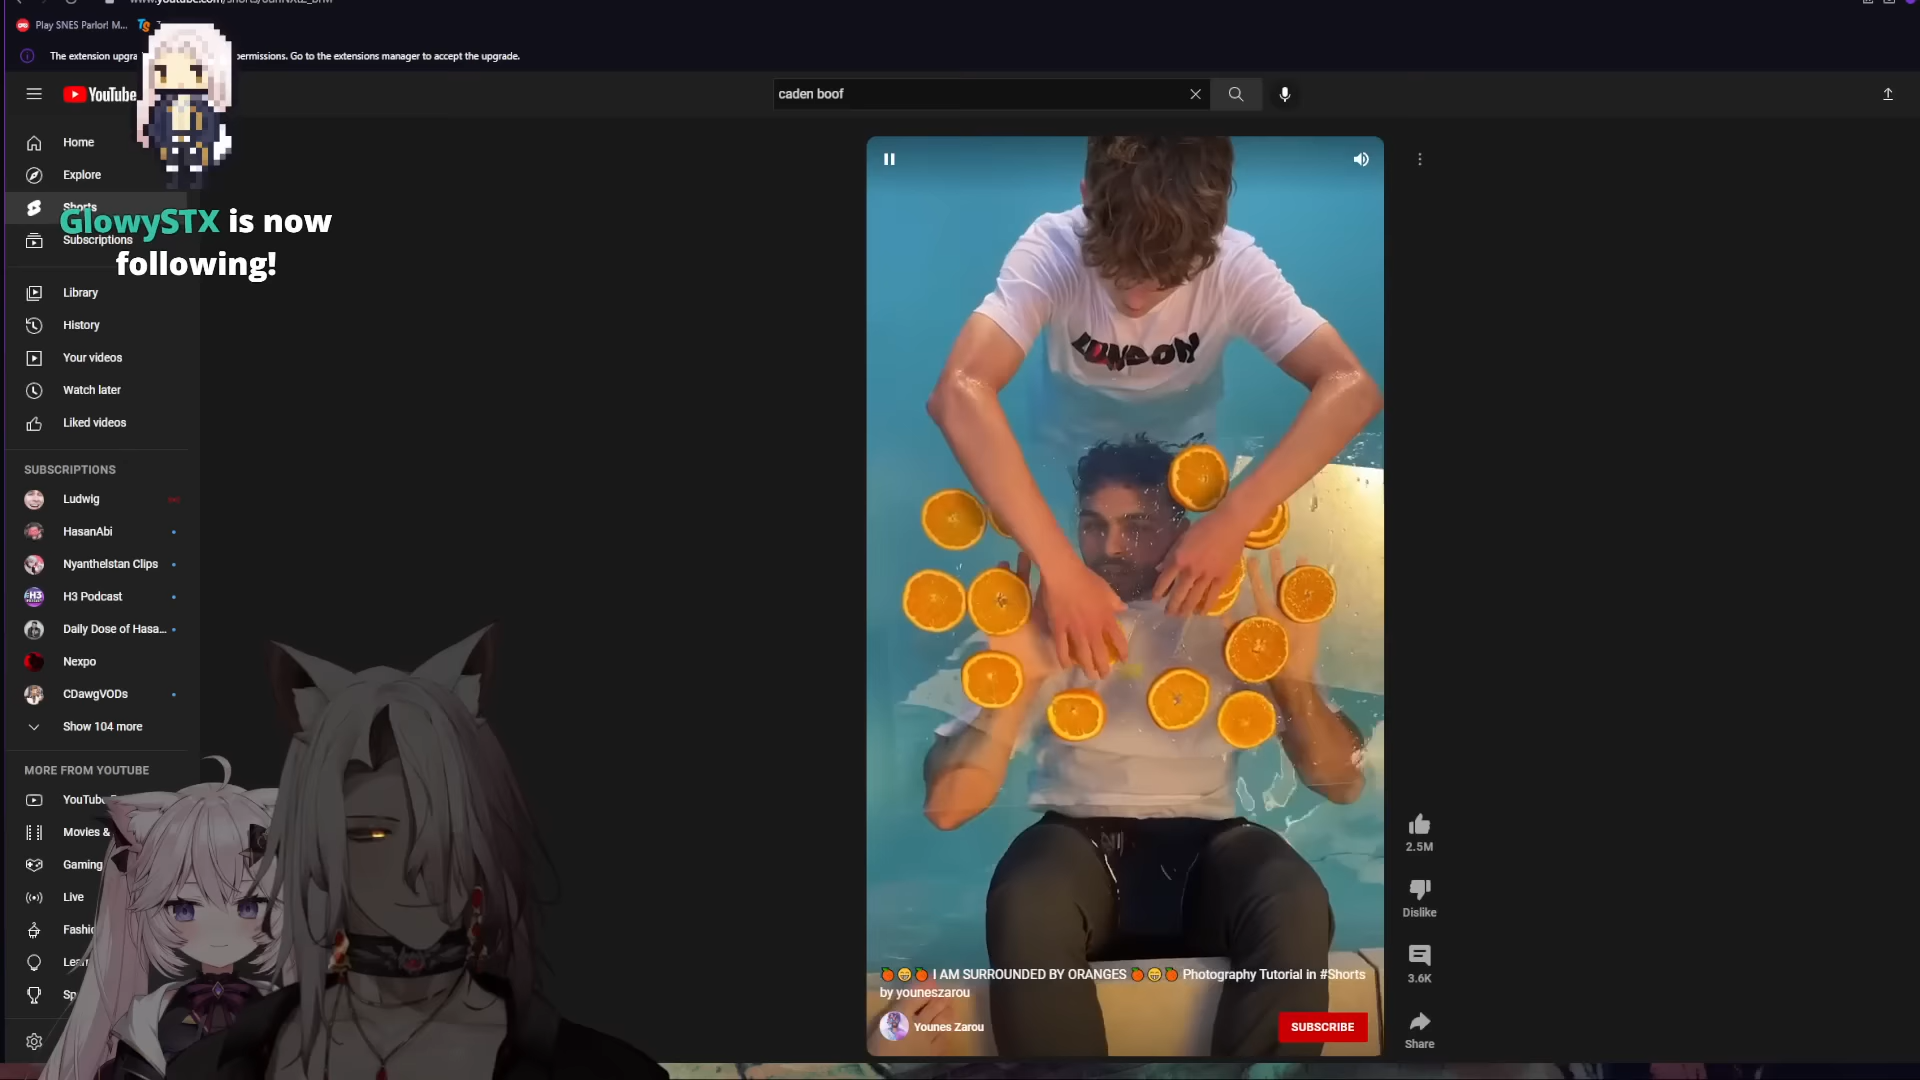 Play SNES Parlor! M...
The extension upgra
ermissions. Go to the extensions manager to accept the upgrade.
YouTube
caden boof
Home
Explore
Shorts
GlowySTX is now
following!
Subscriptions
Library
History
Your videos
Watch later
Liked videos
SUBSCRIPTIONS
Ludwig
HasanAbi
Nyanthelstan Clips
H3 Podcast
Daily Dose of Hasa...
Nexpo
CDawgVODs
Show 104 more
MORE FROM YOUTUBE
YouTube
Movies &
Gaming
Live
Fashi
Lear
Sp
LONDON
I AM SURROUNDED BY ORANGES Photography Tutorial in #Shorts
by youneszarou
Younes Zarou
SUBSCRIBE
2.5M
Dislike
3.6K
Share